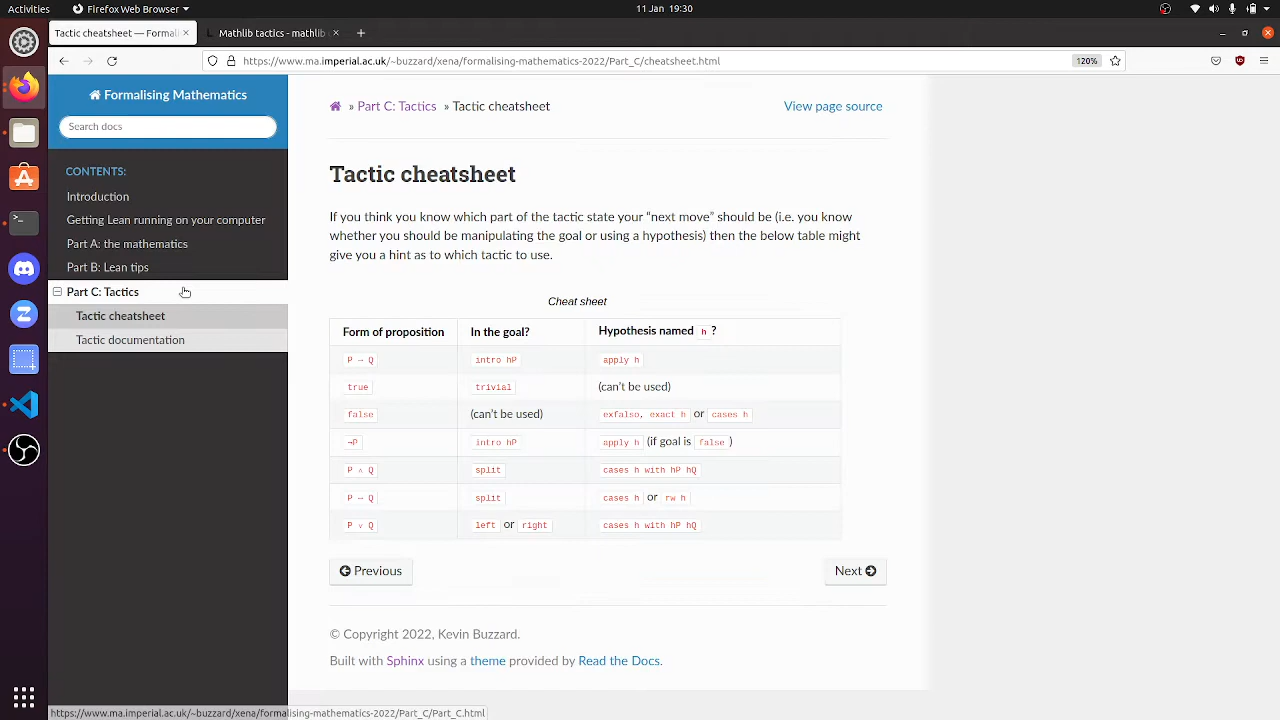 Activities
Firefox Web Browser
11 Jan 19:30
Tactic cheatsheet — Formali
Mathlib tactics - mathlib
https://www.ma.imperial.ac.uk/~buzzard/xena/formalising-mathematics-2022/Part_C/cheatsheet.html
120%
Formalising Mathematics
Search docs
CONTENTS:
Introduction
Getting Lean running on your computer
Part A: the mathematics
Part B: Lean tips
Part C: Tactics
Tactic cheatsheet
Tactic documentation
» Part C: Tactics » Tactic cheatsheet
View page source
Tactic cheatsheet
If you think you know which part of the tactic state your “next move” should be (i.e. you know
whether you should be manipulating the goal or using a hypothesis) then the below table might
give you a hint as to which tactic to use.
Cheat sheet
Form of proposition In the goal? Hypothesis named h ?
P → Q intro hP apply h
true trivial (can't be used)
false (can't be used) exfalso, exact h or cases h
¬P intro hP apply h (if goal is false )
P ∧ Q split cases h with hP hQ
P ↔ Q split cases h or rw h
P ∨ Q left or right cases h with hP hQ
Previous
Next
© Copyright 2022, Kevin Buzzard.
Built with Sphinx using a theme provided by Read the Docs.
https://www.ma.imperial.ac.uk/~buzzard/xena/formalising-mathematics-2022/Part_C/Part_C.html